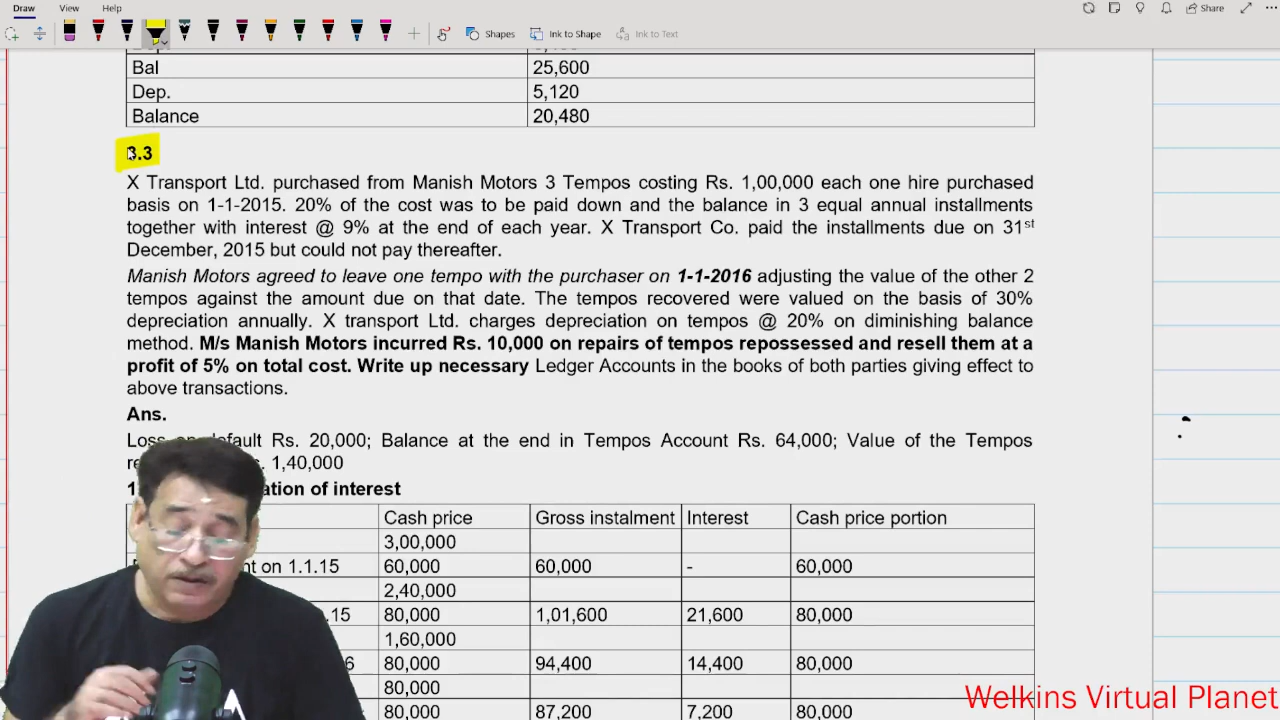 Draw View Help
Share
Shapes Ink to Shape Ink to Text
Bal 25,600
Dep. 5,120
Balance 20,480
3.3
X Transport Ltd. purchased from Manish Motors 3 Tempos costing Rs. 1,00,000 each one hire purchased
basis on 1-1-2015. 20% of the cost was to be paid down and the balance in 3 equal annual installments
together with interest @ 9% at the end of each year. X Transport Co. paid the installments due on 31st
December, 2015 but could not pay thereafter.
Manish Motors agreed to leave one tempo with the purchaser on 1-1-2016 adjusting the value of the other 2
tempos against the amount due on that date. The tempos recovered were valued on the basis of 30%
depreciation annually. X transport Ltd. charges depreciation on tempos @ 20% on diminishing balance
method. M/s Manish Motors incurred Rs. 10,000 on repairs of tempos repossessed and resell them at a
profit of 5% on total cost. Write up necessary Ledger Accounts in the books of both parties giving effect to
above transactions.
Ans.
Loss on default Rs. 20,000; Balance at the end in Tempos Account Rs. 64,000; Value of the Tempos
1,40,000
of interest
Cash price Gross instalment Interest Cash price portion
3,00,000
on 1.1.15 60,000 60,000 - 60,000
2,40,000
.15 80,000 1,01,600 21,600 80,000
1,60,000
6 80,000 94,400 14,400 80,000
80,000
80,000 87,200 7,200 80,000
Welkins Virtual Planet